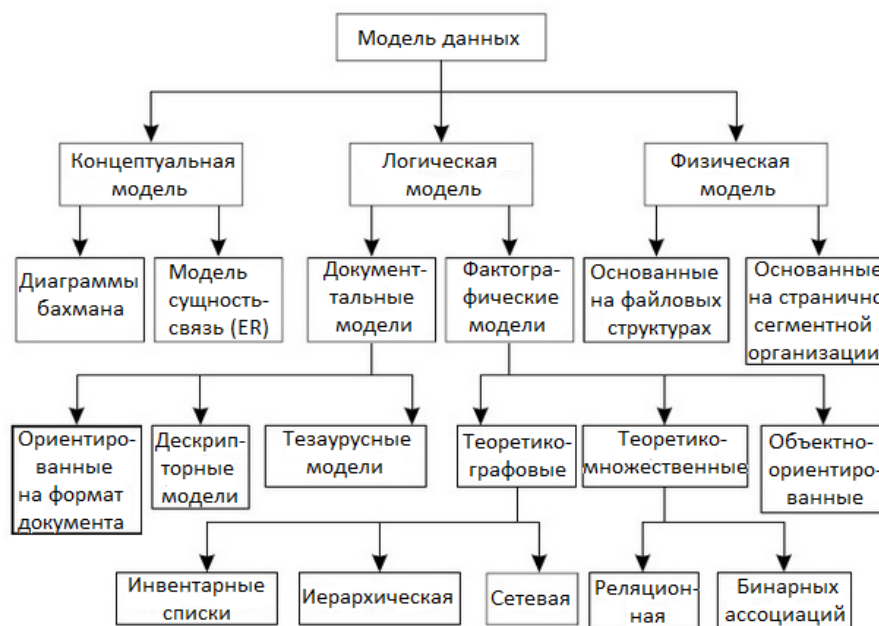 Модель данных
Концептуальная
модель
Логическая
модель
Физическая
модель
Диаграммы
бахмана
Модель
сущность-
связь (ER)
Документ-
тальные
модели
Фактогра-
фические
модели
Основанные
на файловых
структурах
Основанные
на странично
сегментной
организации
Ориентиро-
ванные
на формат
документа
Дескрип-
торные
модели
Тезаурусные
модели
Теоретико-
графовые
Теоретико-
множественные
Объектно-
ориентиро-
ванные
Инвентарные
списки
Иерархическая
Сетевая
Реляцион-
ная
Бинарных
ассоциаций